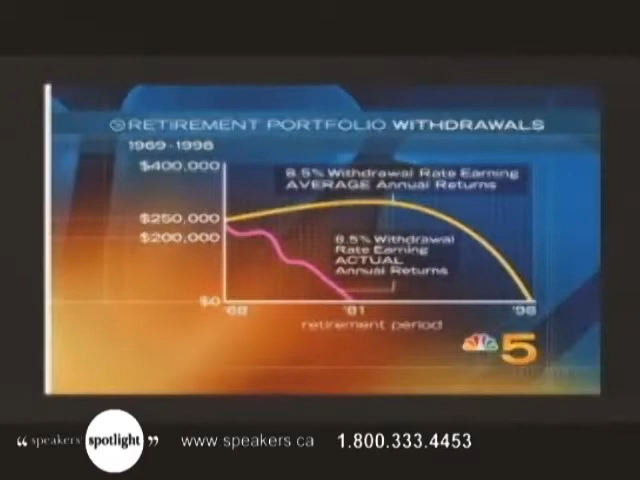 RETIREMENT PORTFOLIO WITHDRAWALS
1969-1998
$400,000
8.5% Withdrawal Rate Earning
AVERAGE Annual Returns
$250,000
$200,000
8.5% Withdrawal
Rate Earning
ACTUAL
Annual Returns
$0
'81
'98
retirement period
5
“ speakers' spotlight ”
www.speakers.ca 1.800.333.4453